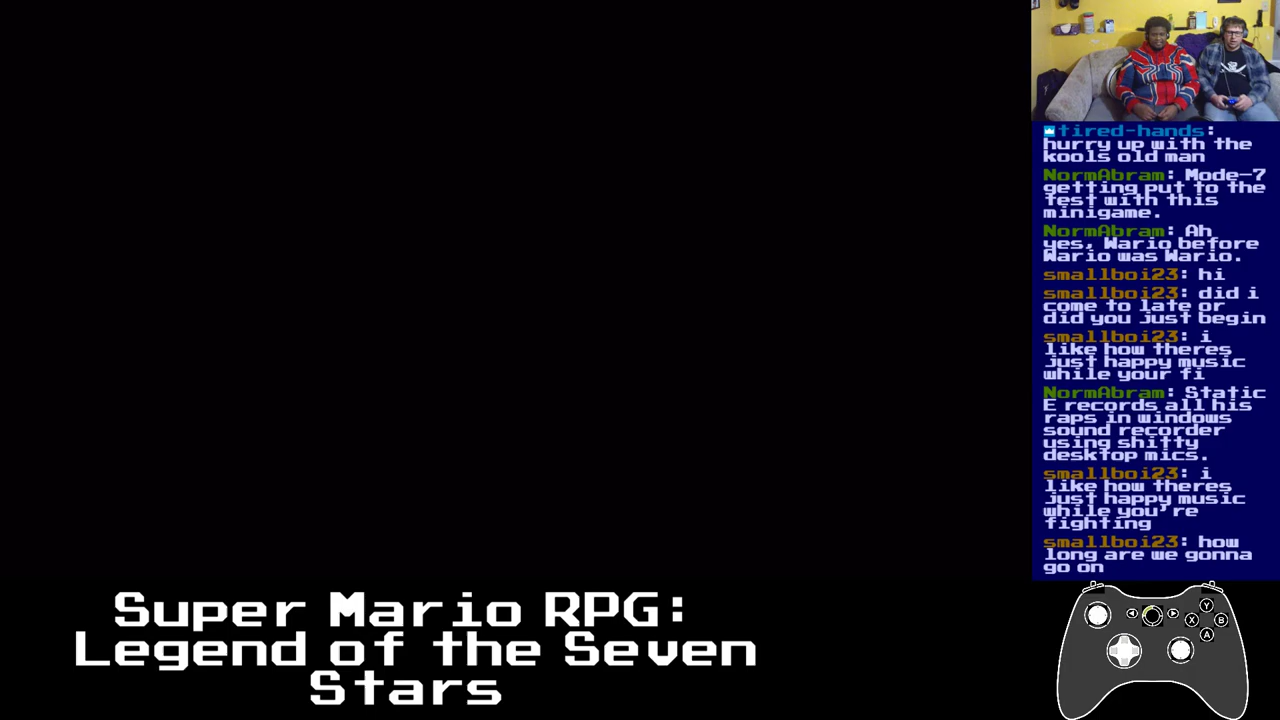 tired-hands:
hurry up with the
kools old man
NormAbram: Mode-7
getting put to the
test with this
minigame.
NormAbram: Ah
yes, Wario before
Wario was Wario.
smallboi23: hi
smallboi23: did i
come to late or
did you just begin
smallboi23: i
like how theres
just happy music
while your fi
NormAbram: Static
E records all his
raps in windows
sound recorder
using shitty
desktop mics.
smallboi23: i
like how theres
just happy music
while you're
fighting
smallboi23: how
long are we gonna
go on
Super Mario RPG:
Legend of the Seven
Stars
Y
X B
A